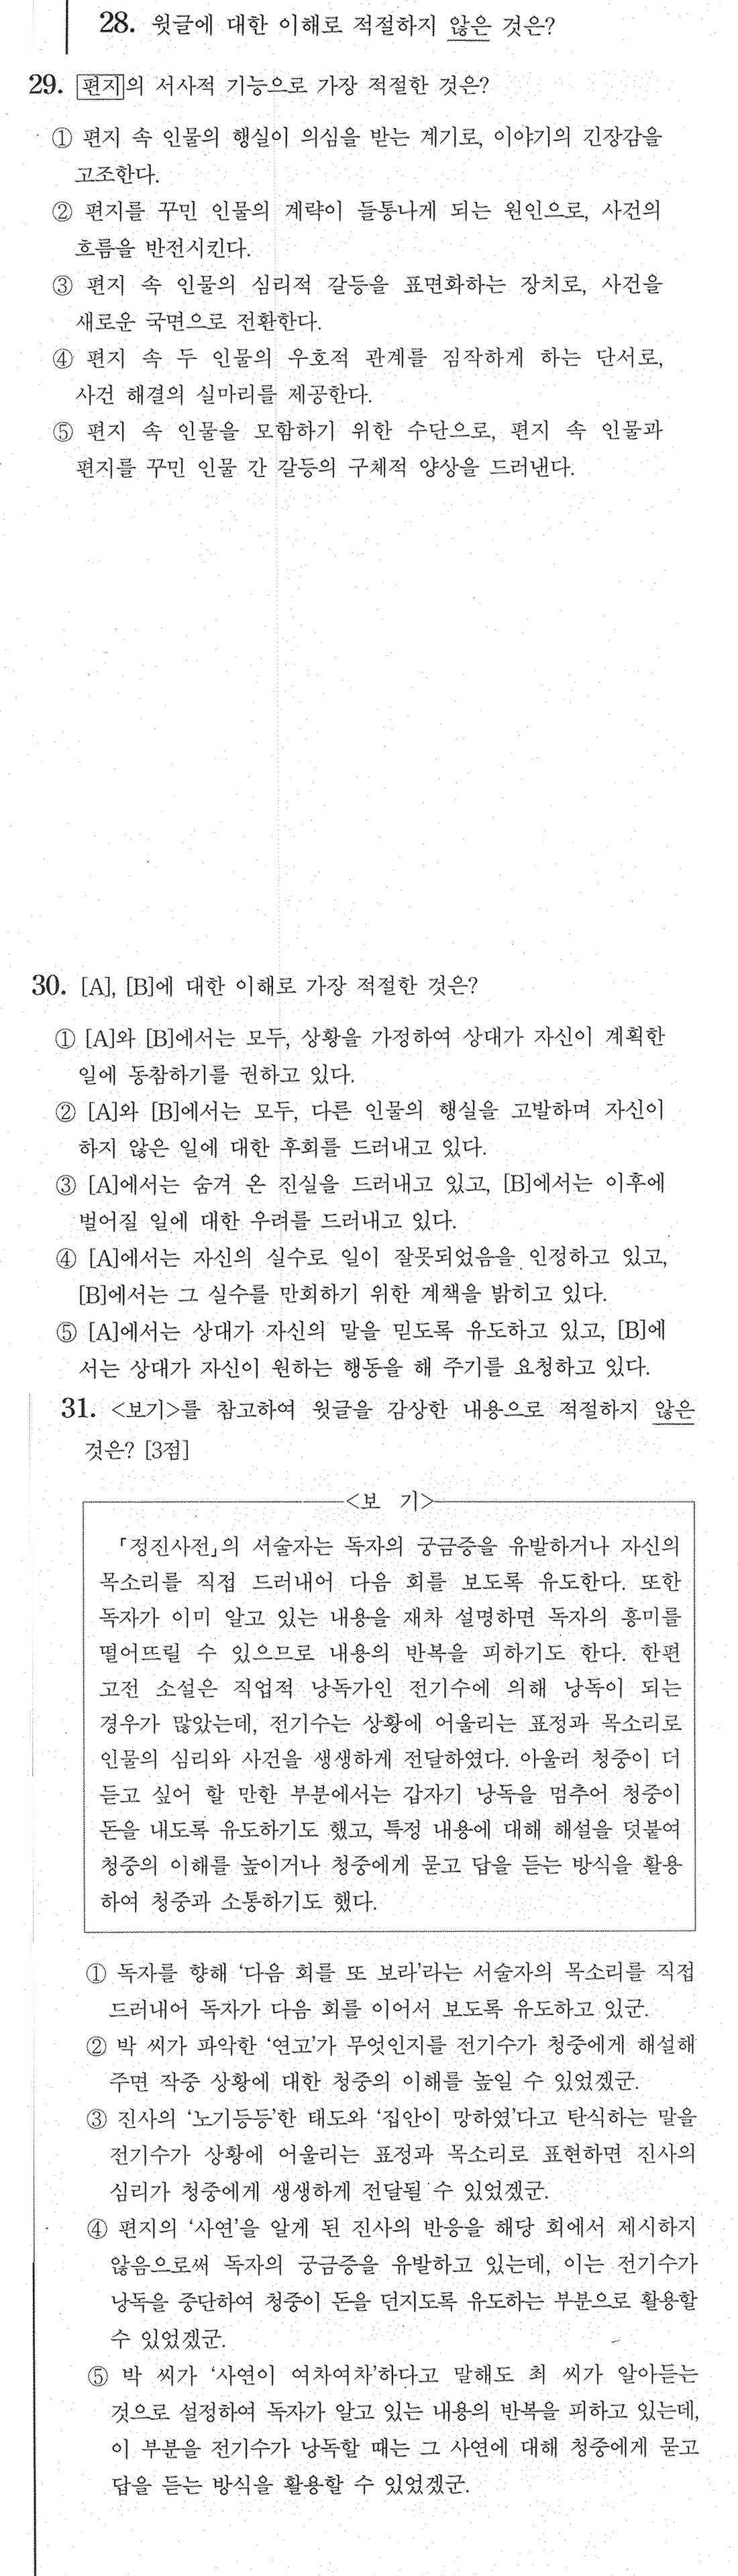 28. 윗글에 대한 이해로 적절하지 않은 것은?
29. 편지의 서사적 기능으로 가장 적절한 것은?
① 편지 속 인물의 행실이 의심을 받는 계기로, 이야기의 긴장감을
고조한다.
② 편지를 꾸민 인물의 계략이 들통나게 되는 원인으로, 사건의
흐름을 반전시킨다.
③ 편지 속 인물의 심리적 갈등을 표면화하는 장치로, 사건을
새로운 국면으로 전환한다.
④ 편지 속 두 인물의 우호적 관계를 짐작하게 하는 단서로,
사건 해결의 실마리를 제공한다.
⑤ 편지 속 인물을 모함하기 위한 수단으로, 편지 속 인물과
편지를 꾸민 인물 간 갈등의 구체적 양상을 드러낸다.
30. [A], [B]에 대한 이해로 가장 적절한 것은?
① [A]와 [B]에서는 모두, 상황을 가정하여 상대가 자신이 계획한
일에 동참하기를 권하고 있다.
② [A]와 [B]에서는 모두, 다른 인물의 행실을 고발하며 자신이
하지 않은 일에 대한 후회를 드러내고 있다.
③ [A]에서는 숨겨 온 진실을 드러내고 있고, [B]에서는 이후에
벌어질 일에 대한 우려를 드러내고 있다.
④ [A]에서는 자신의 실수로 일이 잘못되었음을 인정하고 있고,
[B]에서는 그 실수를 만회하기 위한 계책을 밝히고 있다.
⑤ [A]에서는 상대가 자신의 말을 믿도록 유도하고 있고, [B]에
서는 상대가 자신이 원하는 행동을 해 주기를 요청하고 있다.
31. <보기>를 참고하여 윗글을 감상한 내용으로 적절하지 않은
것은? [3점]
<보 기>
「정진사전」의 서술자는 독자의 궁금증을 유발하거나 자신의
목소리를 직접 드러내어 다음 회를 보도록 유도한다. 또한
독자가 이미 알고 있는 내용을 재차 설명하면 독자의 흥미를
떨어뜨릴 수 있으므로 내용의 반복을 피하기도 한다. 한편
고전 소설은 직업적 낭독가인 전기수에 의해 낭독이 되는
경우가 많았는데, 전기수는 상황에 어울리는 표정과 목소리로
인물의 심리와 사건을 생생하게 전달하였다. 아울러 청중이 더
듣고 싶어 할 만한 부분에서는 갑자기 낭독을 멈추어 청중이
돈을 내도록 유도하기도 했고, 특정 내용에 대해 해설을 덧붙여
청중의 이해를 높이거나 청중에게 묻고 답을 듣는 방식을 활용
하여 청중과 소통하기도 했다.
① 독자를 향해 ‘다음 회를 또 보라’라는 서술자의 목소리를 직접
드러내어 독자가 다음 회를 이어서 보도록 유도하고 있군.
② 박 씨가 파악한 ‘연고’가 무엇인지를 전기수가 청중에게 해설해
주면 작중 상황에 대한 청중의 이해를 높일 수 있었겠군.
③ 진사의 ‘노기등등’한 태도와 ‘집안이 망하였’다고 탄식하는 말을
전기수가 상황에 어울리는 표정과 목소리로 표현하면 진사의
심리가 청중에게 생생하게 전달될 수 있었겠군.
④ 편지의 ‘사연’을 알게 된 진사의 반응을 해당 회에서 제시하지
않음으로써 독자의 궁금증을 유발하고 있는데, 이는 전기수가
낭독을 중단하여 청중이 돈을 던지도록 유도하는 부분으로 활용할
수 있었겠군.
⑤ 박 씨가 ‘사연이 여차여차’하다고 말해도 최 씨가 알아듣는
것으로 설정하여 독자가 알고 있는 내용의 반복을 피하고 있는데,
이 부분을 전기수가 낭독할 때는 그 사연에 대해 청중에게 묻고
답을 듣는 방식을 활용할 수 있었겠군.